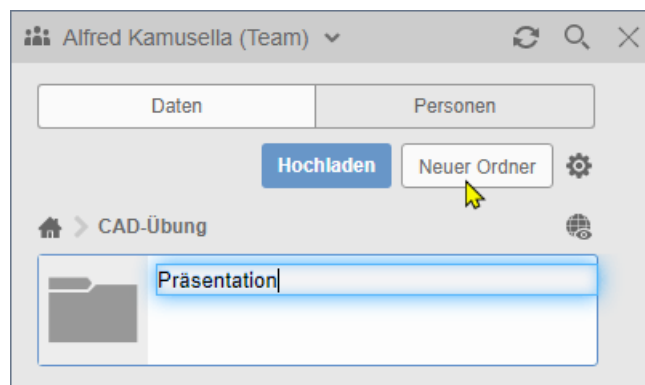 Alfred Kamusella (Team)
Daten Personen
Hochladen Neuer Ordner
CAD-Übung
Präsentation